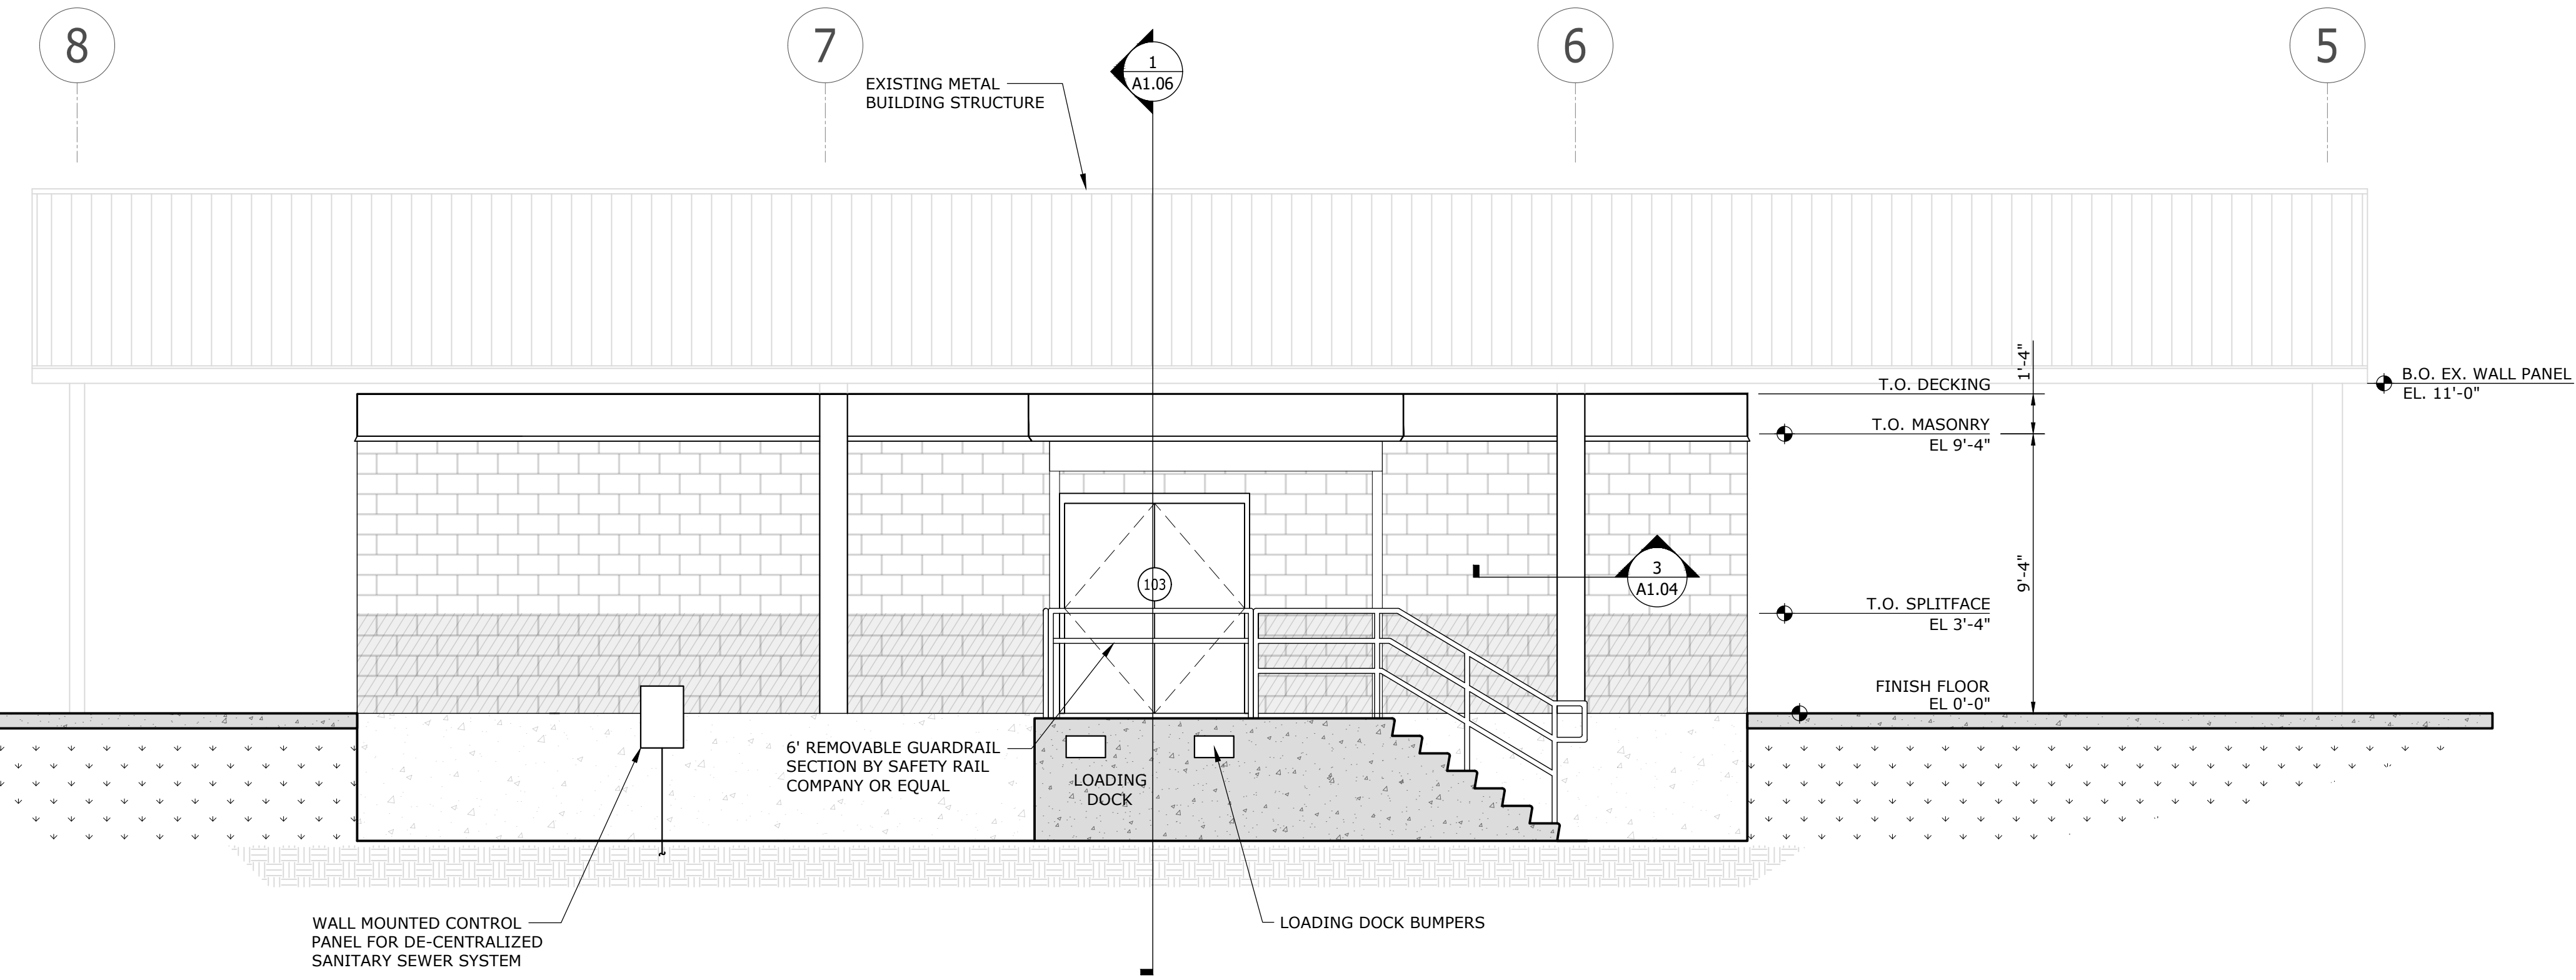 8
7
6
5
1
A1.06
EXISTING METAL
BUILDING STRUCTURE
1'-4"
B.O. EX. WALL PANEL
EL. 11'-0"
T.O. DECKING
T.O. MASONRY
EL 9'-4"
9'-4"
3
A1.04
103
T.O. SPLITFACE
EL 3'-4"
FINISH FLOOR
EL 0'-0"
6' REMOVABLE GUARDRAIL
SECTION BY SAFETY RAIL
COMPANY OR EQUAL
LOADING
DOCK
WALL MOUNTED CONTROL
PANEL FOR DE-CENTRALIZED
SANITARY SEWER SYSTEM
LOADING DOCK BUMPERS